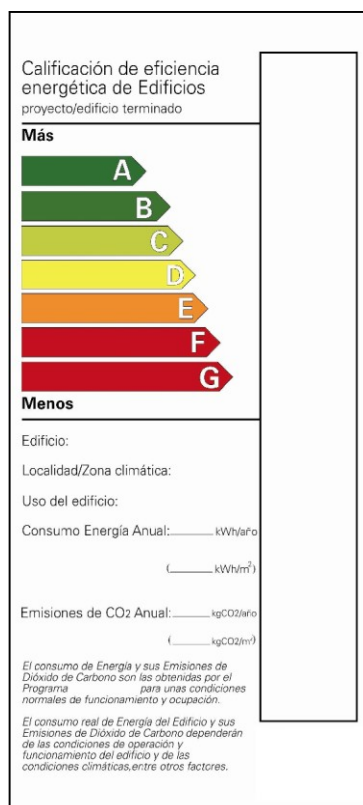 Calificación de eficiencia
energética de Edificios
proyecto/edificio terminado
Más
A
B
C
D
E
F
G
Menos
Edificio:
Localidad/Zona climática:
Uso del edificio:
Consumo Energía Anual:______ kWh/año
(______ kWh/m²)
Emisiones de CO2 Anual:______ kgCO2/año
(______ kgCO2/m²)
El consumo de Energía y sus Emisiones de
Dióxido de Carbono son las obtenidas por el
Programa para unas condiciones
normales de funcionamiento y ocupación.
El consumo real de Energía del Edificio y sus
Emisiones de Dióxido de Carbono dependerán
de las condiciones de operación y
funcionamiento del edificio y de las
condiciones climáticas,entre otros factores.